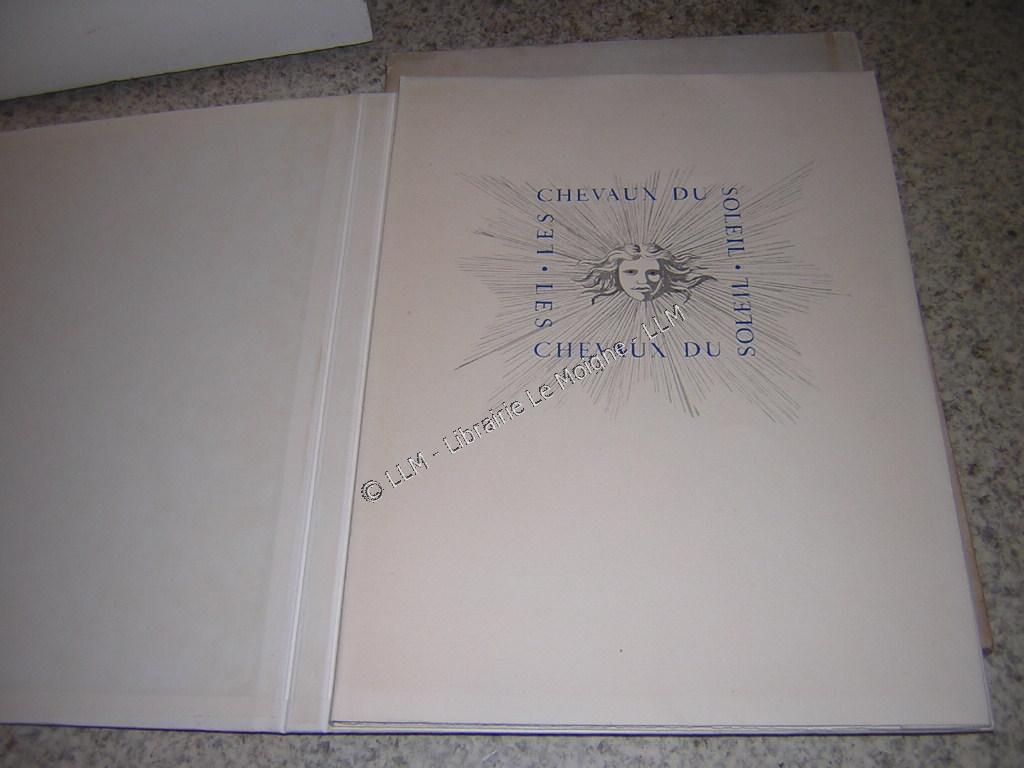 LES CHEVAUX DU SOLEIL •
LES CHEVAUX DU SOLEIL •
© LLM - Librairie Le Moigne - LLM